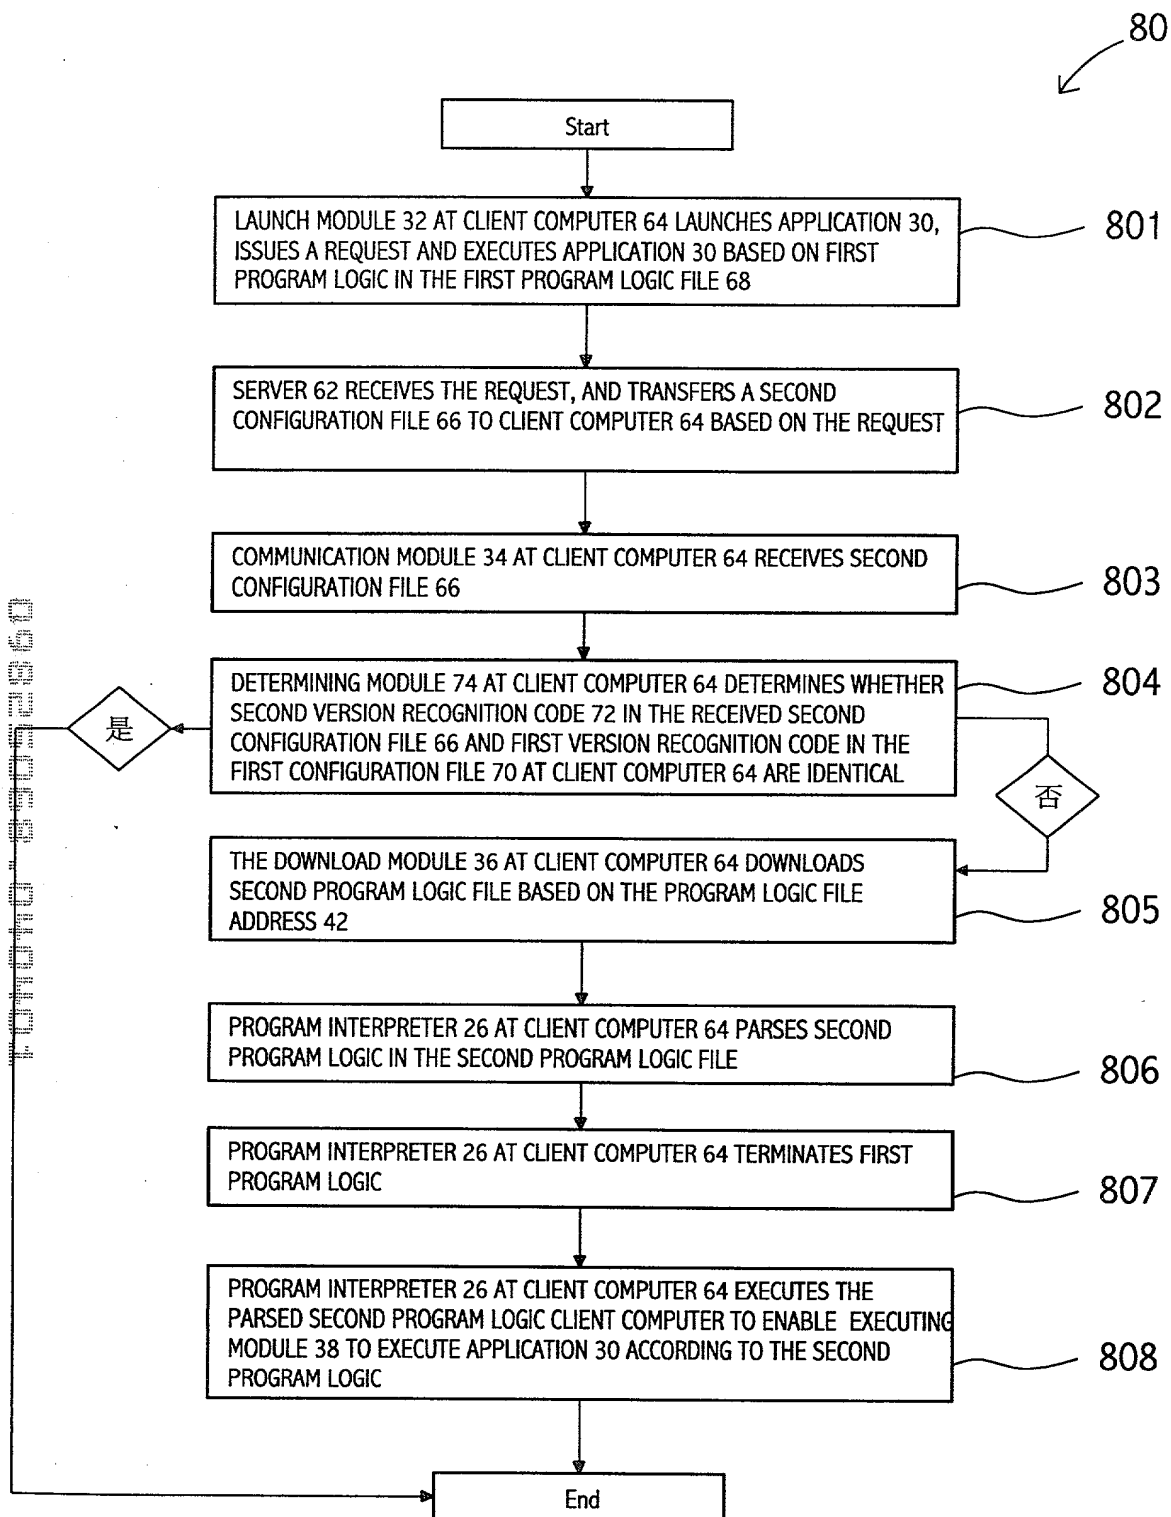 80
Start
LAUNCH MODULE 32 AT CLIENT COMPUTER 64 LAUNCHES APPLICATION 30,
ISSUES A REQUEST AND EXECUTES APPLICATION 30 BASED ON FIRST
PROGRAM LOGIC IN THE FIRST PROGRAM LOGIC FILE 68
801
SERVER 62 RECEIVES THE REQUEST, AND TRANSFERS A SECOND
CONFIGURATION FILE 66 TO CLIENT COMPUTER 64 BASED ON THE REQUEST
802
COMMUNICATION MODULE 34 AT CLIENT COMPUTER 64 RECEIVES SECOND
CONFIGURATION FILE 66
803
DETERMINING MODULE 74 AT CLIENT COMPUTER 64 DETERMINES WHETHER
SECOND VERSION RECOGNITION CODE 72 IN THE RECEIVED SECOND
CONFIGURATION FILE 66 AND FIRST VERSION RECOGNITION CODE IN THE
FIRST CONFIGURATION FILE 70 AT CLIENT COMPUTER 64 ARE IDENTICAL
804
是
否
THE DOWNLOAD MODULE 36 AT CLIENT COMPUTER 64 DOWNLOADS
SECOND PROGRAM LOGIC FILE BASED ON THE PROGRAM LOGIC FILE
ADDRESS 42
805
PROGRAM INTERPRETER 26 AT CLIENT COMPUTER 64 PARSES SECOND
PROGRAM LOGIC IN THE SECOND PROGRAM LOGIC FILE
806
PROGRAM INTERPRETER 26 AT CLIENT COMPUTER 64 TERMINATES FIRST
PROGRAM LOGIC
807
PROGRAM INTERPRETER 26 AT CLIENT COMPUTER 64 EXECUTES THE
PARSED SECOND PROGRAM LOGIC CLIENT COMPUTER TO ENABLE EXECUTING
MODULE 38 TO EXECUTE APPLICATION 30 ACCORDING TO THE SECOND
PROGRAM LOGIC
808
End